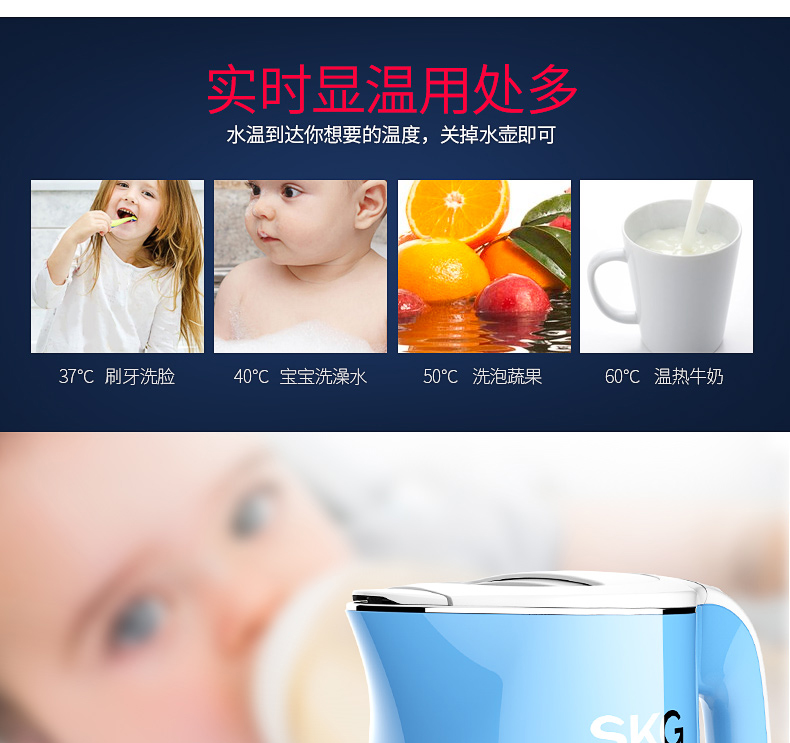 实时显温用处多
水温到达你想要的温度，关掉水壶即可
37℃ 刷牙洗脸
40℃ 宝宝洗澡水
50℃ 洗泡蔬果
60℃ 温热牛奶
SKG